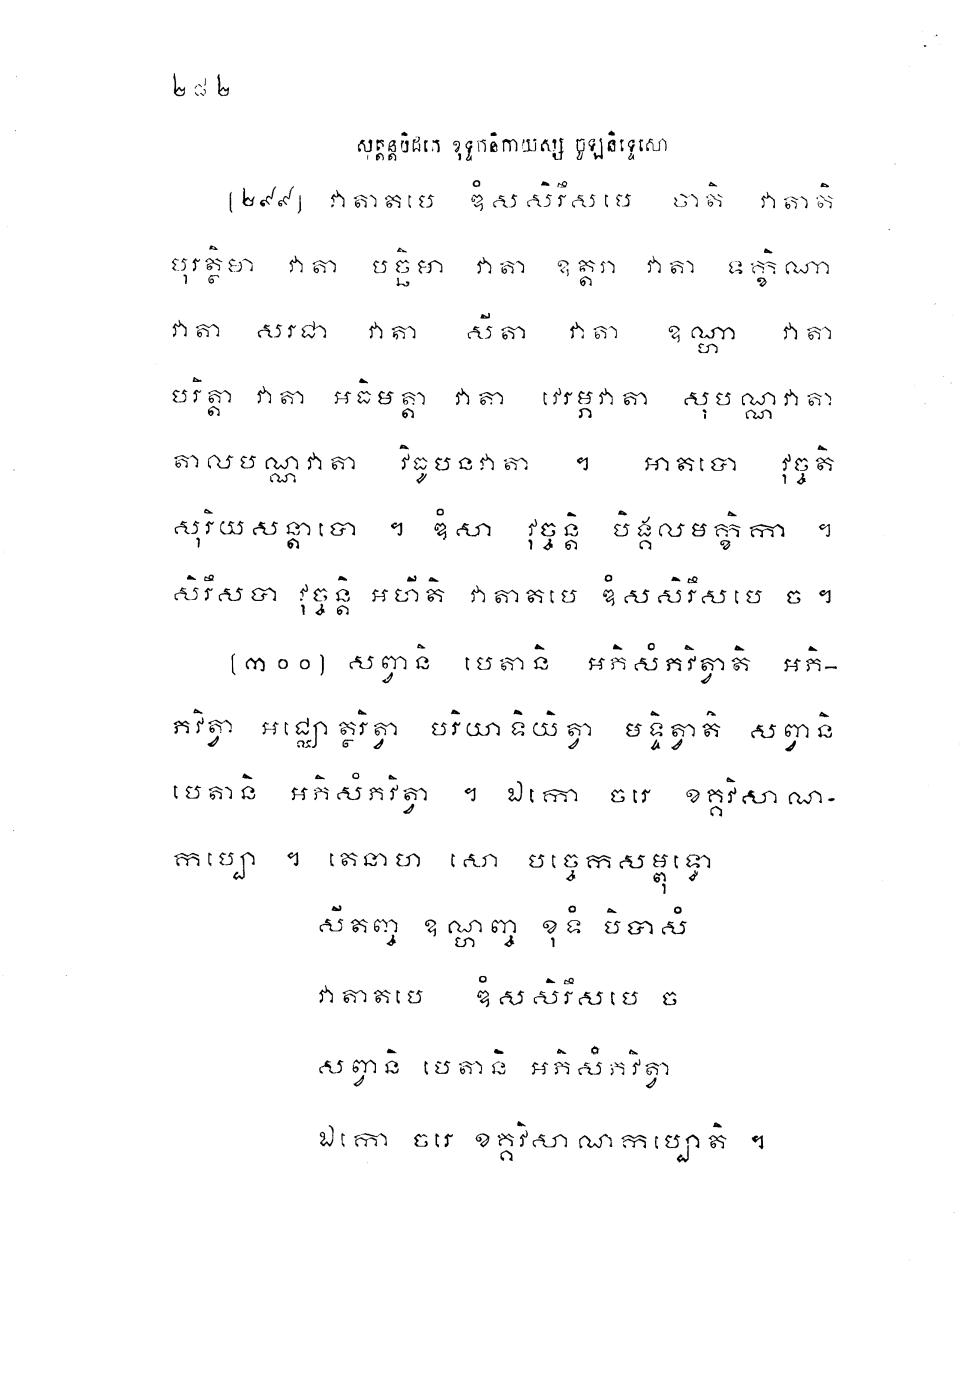 ២៨២
សុត្តន្តបិដកេ ខុទ្ទកនិកាយស្ស ចូឡនិទ្ទេសោ
(២៩៩) វាតាតបេ ឌំសសិរីសបេ ចាតិ វាតាតិ
បុរត្ថិមា វាតា បច្ឆិមា វាតា ឧត្តរា វាតា ទក្ខិណា
វាតា សរជា វាតា សីតា វាតា ឧណ្ហា វាតា
បរិត្តា វាតា អធិមត្តា វាតា វេរម្ភវាតា សុបណ្ណវាតា
តាលបណ្ណវាតា វិធូបនវាតា ។ អាតបោ វុច្ចតិ
សុរិយសន្តាបោ ។ ឌំសា វុច្ចន្តិ បិង្គលមក្ខិកា ។
សិរីសបា វុច្ចន្តិ អហីតិ វាតាតបេ ឌំសសិរីសបេ ច ។
(៣០០) សព្វានិ បេតានិ អភិសំភវិត្វាតិ អភិ-
ភវិត្វា អជ្ឈោត្ថរិត្វា បរិយាទិយិត្វា មទ្ទិត្វាតិ សព្វានិ
បេតានិ អភិសំភវិត្វា ។ ឯកោ ចរេ ខគ្គវិសាណ-
កប្បោ ។ តេនាហ សោ បច្ចេកសម្ពុទ្ធោ
សីតញ្ច ឧណ្ហញ្ច ខុទំ បិបាសំ
វាតាតបេ ឌំសសិរីសបេ ច
សព្វានិ បេតានិ អភិសំភវិត្វា
ឯកោ ចរេ ខគ្គវិសាណកប្បោតិ ។